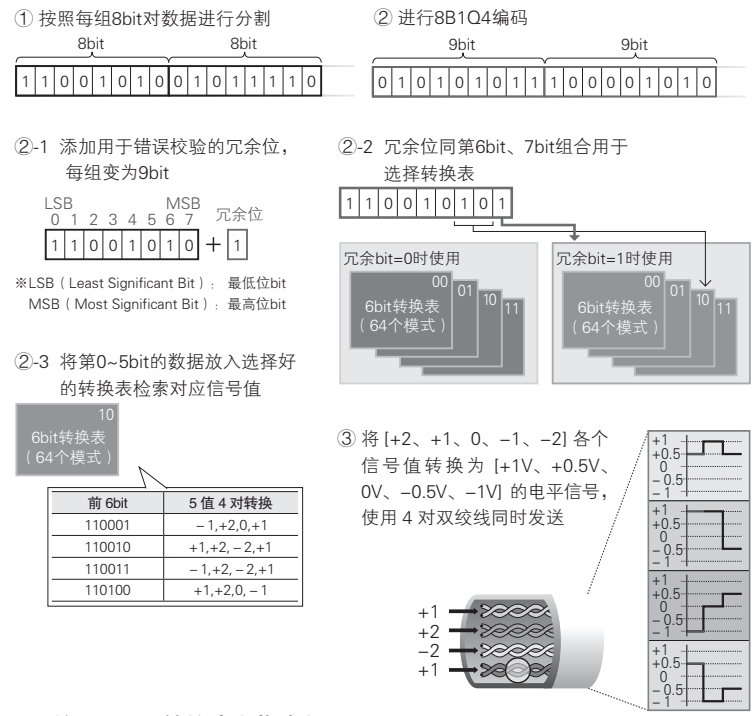 ① 按照每组8bit对数据进行分割
8bit 8bit
1 1 0 0 1 0 1 0 0 1 0 1 1 1 1 0
② 进行8B1Q4编码
9bit 9bit
0 1 0 1 0 1 0 1 1 1 0 0 0 0 1 0 1 0
②-1 添加用于错误校验的冗余位，
每组变为9bit
LSB MSB
0 1 2 3 4 5 6 7 冗余位
1 1 0 0 1 0 1 0 + 1
※LSB（Least Significant Bit）： 最低位bit
MSB（Most Significant Bit）： 最高位bit
②-2 冗余位同第6bit、7bit组合用于
选择转换表
1 1 0 0 1 0 1 0 1
冗余bit=0时使用
00
01
10
11
6bit转换表
（64个模式）
冗余bit=1时使用
00
01
10
11
6bit转换表
（64个模式）
②-3 将第0~5bit的数据放入选择好
的转换表检索对应信号值
10
6bit转换表
（64个模式）
前 6bit 5 值 4 对转换
110001 −1,+2,0,+1
110010 +1,+2,−2,+1
110011 −1,+2,−2,+1
110100 +1,+2,0,−1
③ 将 [+2、+1、0、−1、−2] 各个
信号值转换为 [+1V、+0.5V、
0V、−0.5V、−1V] 的电平信号，
使用 4 对双绞线同时发送
+1
+2
−2
+1
+1
+0.5
0
−0.5
−1
+1
+0.5
0
−0.5
−1
+1
+0.5
0
−0.5
−1
+1
+0.5
0
−0.5
−1